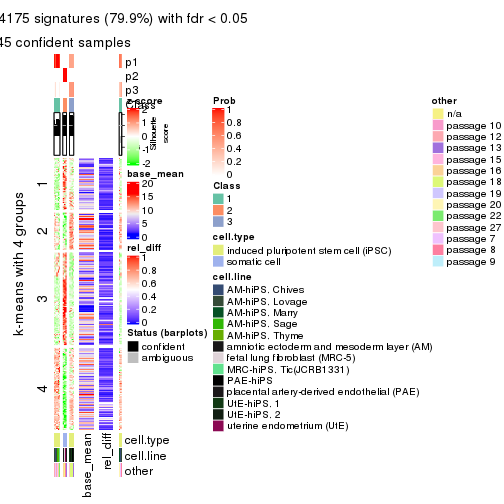 4175 signatures (79.9%) with fdr < 0.05
45 confident samples
p1
p2
p3
Class
Silhouette
score
1
2
3
4
k-means with 4 groups
cell.type
cell.line
other
base_mean
rel_diff
z-score
2
1
0
-1
-2
base_mean
20
15
10
5
0
rel_diff
1
0.8
0.6
0.4
0.2
0
Status (barplots)
confident
ambiguous
Prob
1
0.8
0.6
0.4
0.2
0
Class
1
2
3
cell.type
induced pluripotent stem cell (iPSC)
somatic cell
cell.line
AM-hiPS. Chives
AM-hiPS. Lovage
AM-hiPS. Marry
AM-hiPS. Sage
AM-hiPS. Thyme
amniotic ectoderm and mesoderm layer (AM)
fetal lung fibroblast (MRC-5)
MRC-hiPS. Tic(JCRB1331)
PAE-hiPS
placental artery-derived endothelial (PAE)
UtE-hiPS. 1
UtE-hiPS. 2
uterine endometrium (UtE)
other
n/a
passage 10
passage 12
passage 13
passage 15
passage 16
passage 18
passage 19
passage 20
passage 22
passage 27
passage 7
passage 8
passage 9